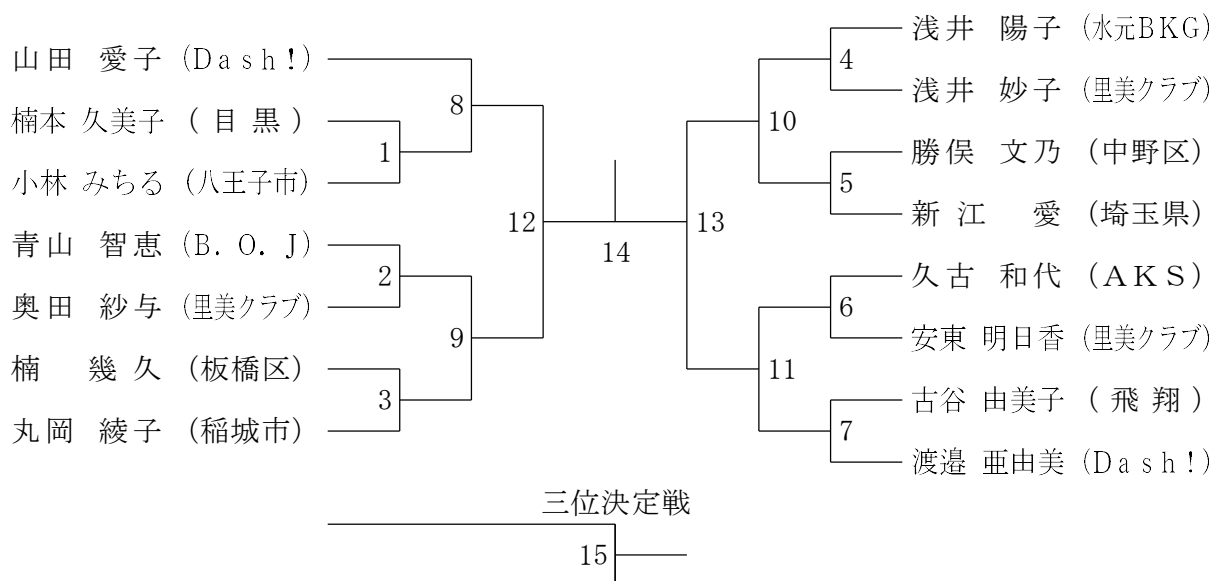 山田 愛子 (Dash!)
楠本 久美子 (目黒)
小林 みちる (八王子市)
青山 智恵 (B. O. J)
奥田 紗与 (里美クラブ)
楠 幾久 (板橋区)
丸岡 綾子 (稲城市)
1
2
3
8
9
12
14
13
10
11
4
5
6
7
浅井 陽子 (水元BKG)
浅井 妙子 (里美クラブ)
勝俣 文乃 (中野区)
新江 愛 (埼玉県)
久古 和代 (AKS)
安東 明日香 (里美クラブ)
古谷 由美子 (飛翔)
渡邉 亜由美 (Dash!)
三位決定戦
15